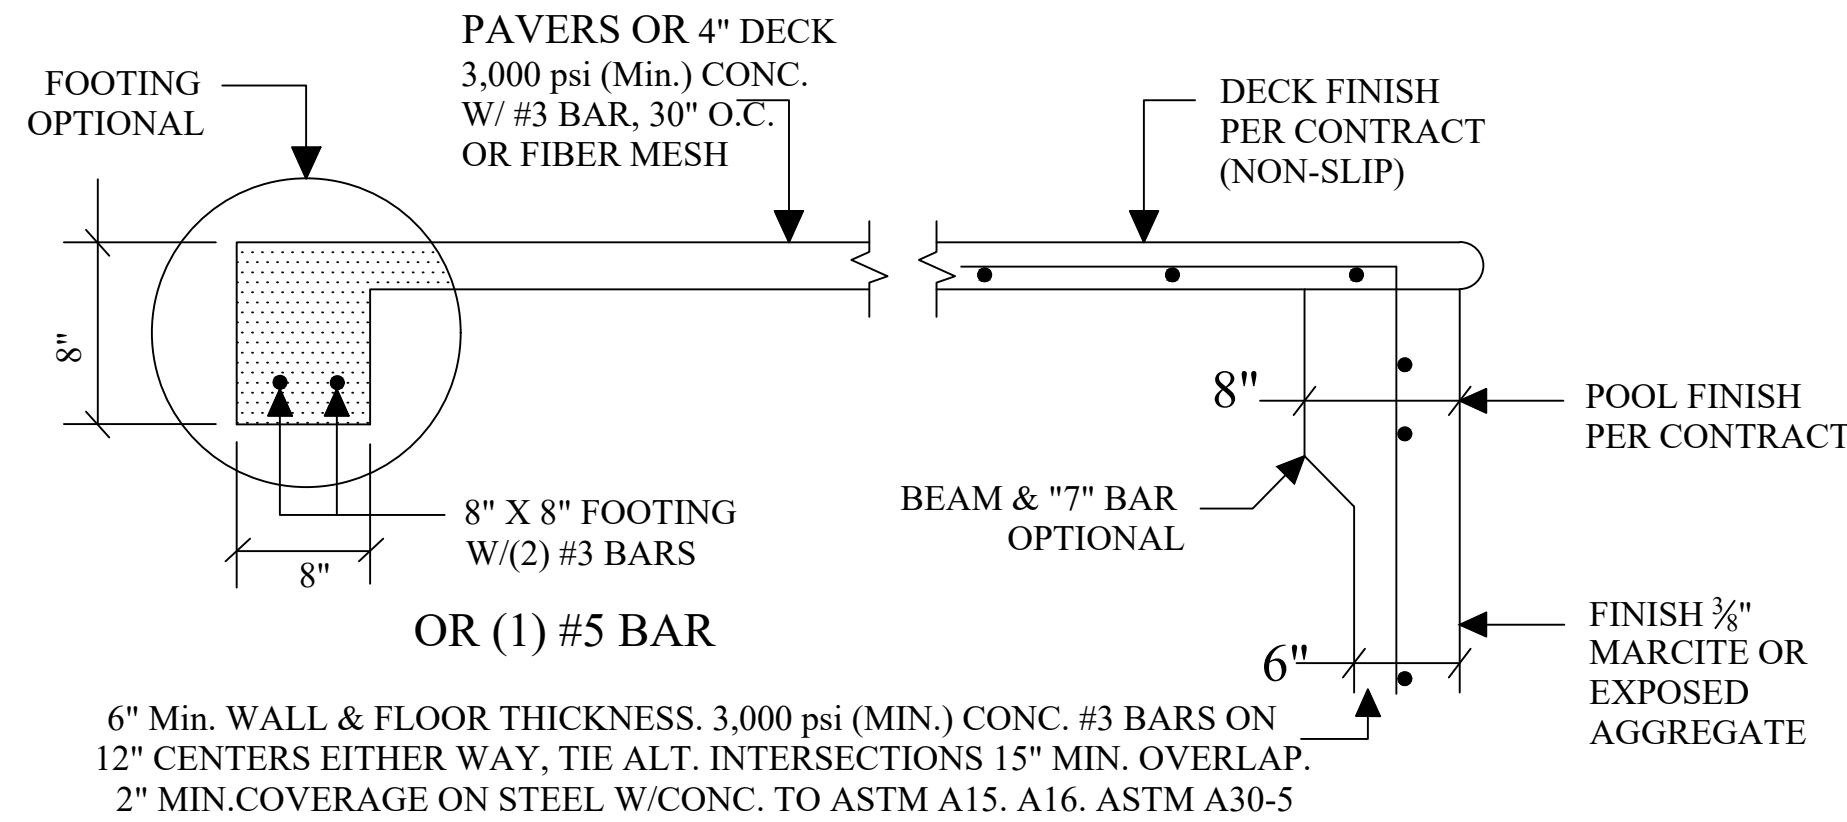 PAVERS OR 4" DECK
3,000 psi (Min.) CONC.
W/ #3 BAR, 30" O.C.
OR FIBER MESH
FOOTING
OPTIONAL
DECK FINISH
PER CONTRACT
(NON-SLIP)
8"
8"
POOL FINISH
PER CONTRACT
BEAM & "7" BAR
OPTIONAL
8" X 8" FOOTING
W/(2) #3 BARS
8"
OR (1) #5 BAR
6"
FINISH ⅜"
MARCITE OR
EXPOSED
AGGREGATE
6" Min. WALL & FLOOR THICKNESS. 3,000 psi (MIN.) CONC. #3 BARS ON
12" CENTERS EITHER WAY, TIE ALT. INTERSECTIONS 15" MIN. OVERLAP.
2" MIN.COVERAGE ON STEEL W/CONC. TO ASTM A15. A16. ASTM A30-5